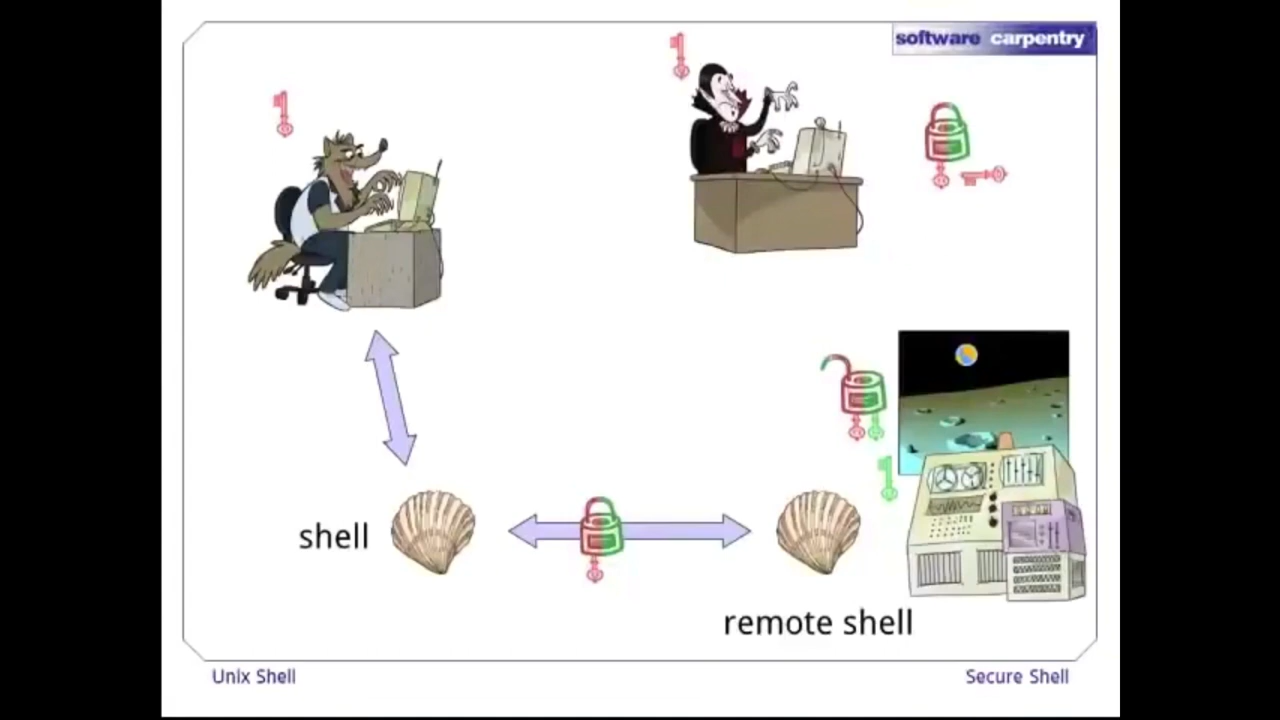 software carpentry
shell
remote shell
Unix Shell
Secure Shell